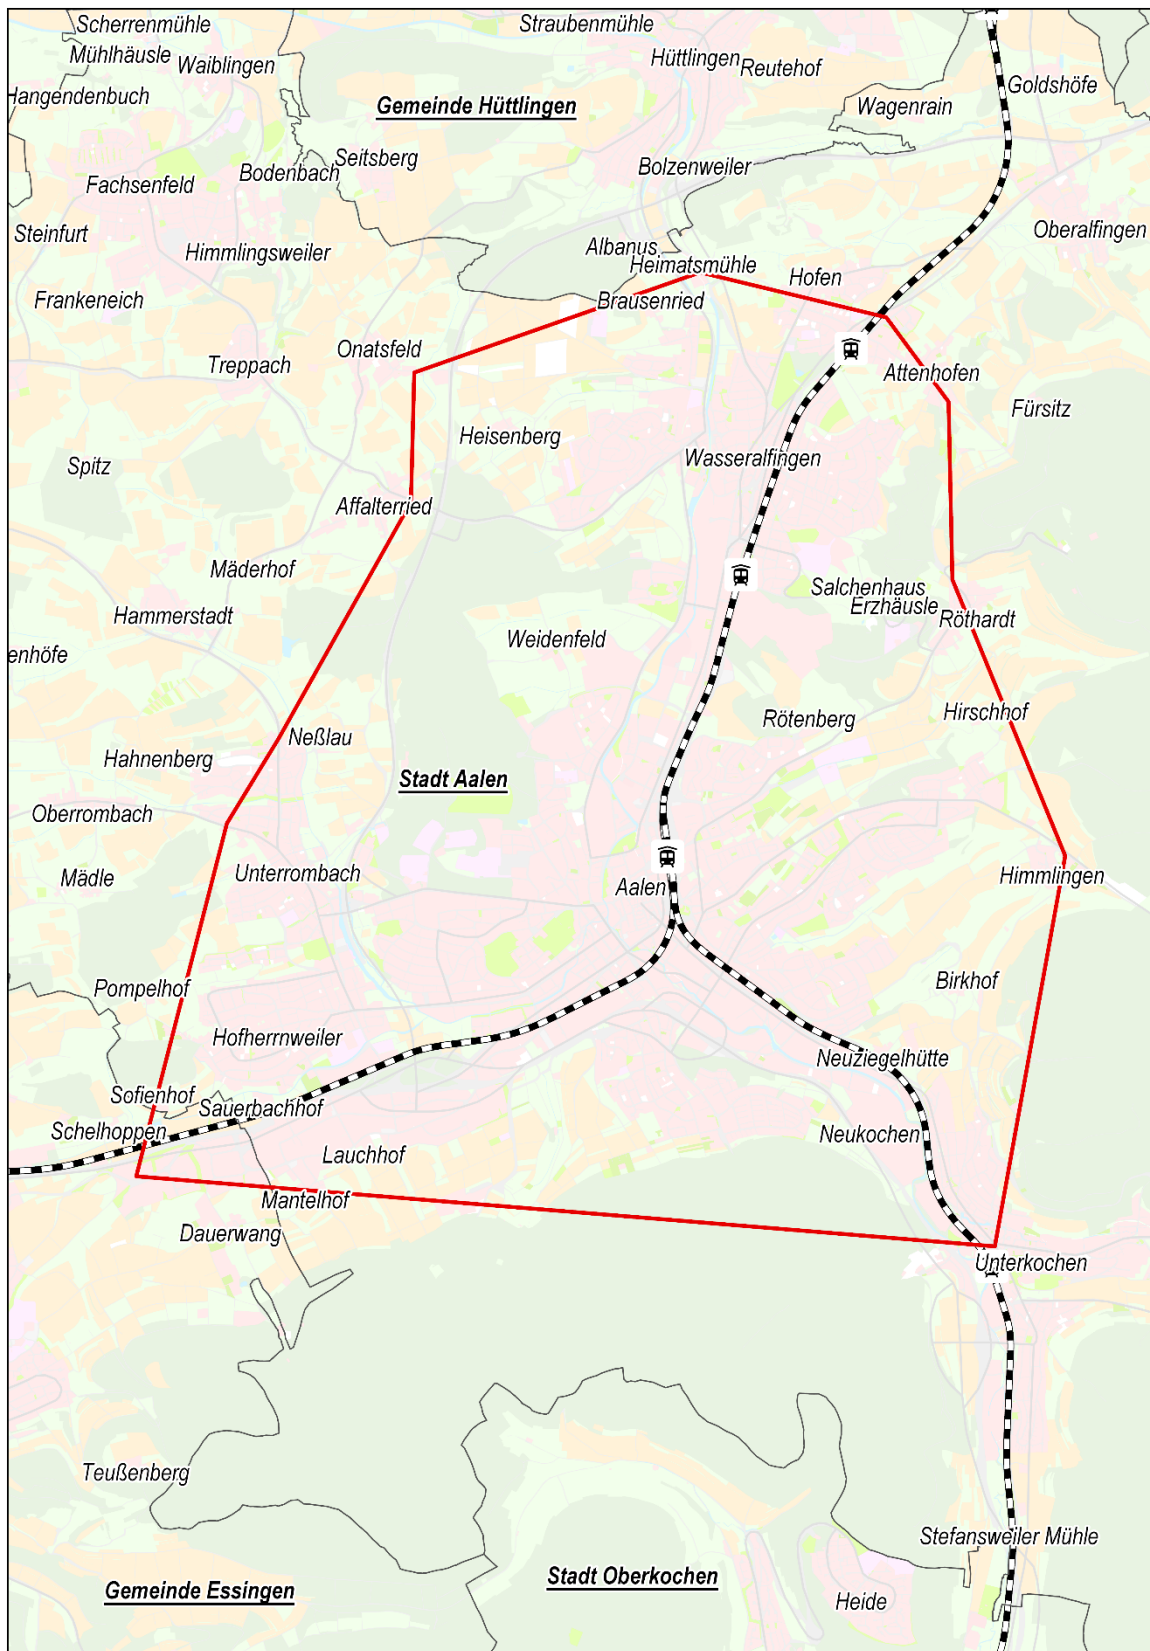 Scherrenmühle
Straubenmühle
Mühlhäusle
Waiblingen
Hüttlingen
Reutehof
Goldshöfe
Hangendenbuch
Gemeinde Hüttlingen
Wagenrain
Seitsberg
Bolzenweiler
Bodenbach
Fachsenfeld
Steinfurt
Oberalfingen
Himmlingsweiler
Albanus
Heimatsmühle
Hofen
Frankeneich
Brausenried
Onatsfeld
Treppach
Attenhofen
Fürsitz
Heisenberg
Spitz
Wasseralfingen
Affalterried
Mäderhof
Salchenhaus
Erzhäusle
Hammerstadt
Röthardt
enhöfe
Weidenfeld
Hirschhof
Rötenberg
Neßlau
Hahnenberg
Stadt Aalen
Oberrombach
Mädle
Unterrombach
Aalen
Himmlingen
Pompelhof
Birkhof
Hofherrnweiler
Neuziegelhütte
Sofienhof
Sauerbachhof
Schelhoppen
Neukochen
Lauchhof
Mantelhof
Dauerwang
Unterkochen
Teußenberg
Stefansweiler Mühle
Stadt Oberkochen
Gemeinde Essingen
Heide